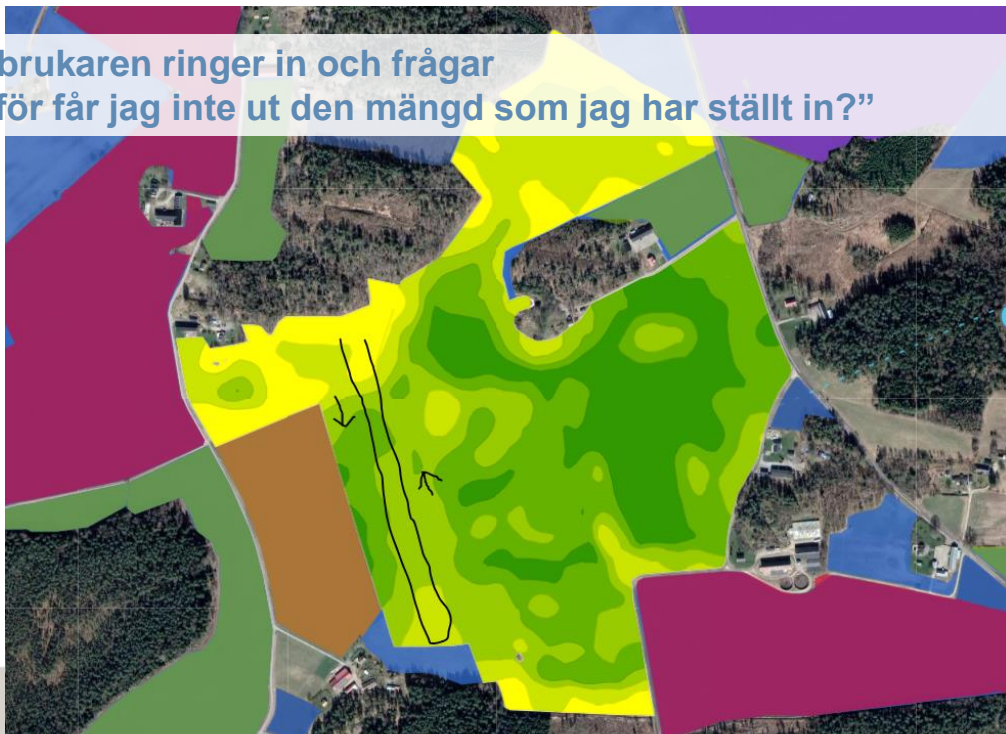 brukaren ringer in och frågar
för får jag inte ut den mängd som jag har ställt in?”